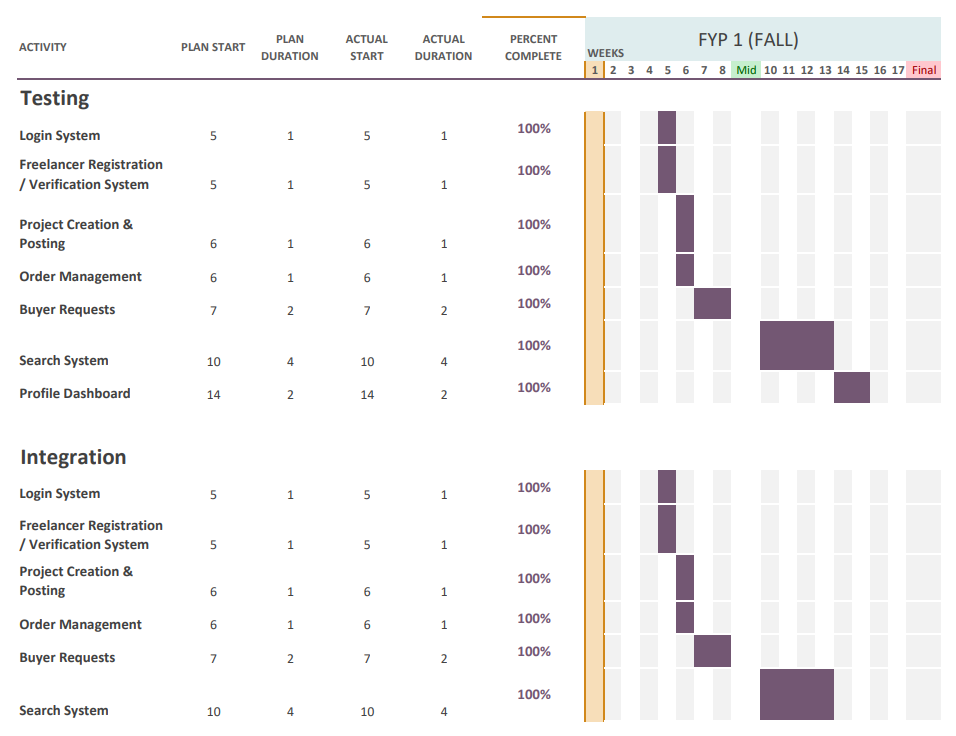 FYP 1 (FALL)
ACTIVITY PLAN START PLAN DURATION ACTUAL START ACTUAL DURATION PERCENT COMPLETE WEEKS
1 2 3 4 5 6 7 8 Mid 10 11 12 13 14 15 16 17 Final
Testing
Login System 5 1 5 1 100%
Freelancer Registration
/ Verification System 5 1 5 1 100%
Project Creation &
Posting 6 1 6 1 100%
Order Management 6 1 6 1 100%
Buyer Requests 7 2 7 2 100%
Search System 10 4 10 4 100%
Profile Dashboard 14 2 14 2 100%
Integration
Login System 5 1 5 1 100%
Freelancer Registration
/ Verification System 5 1 5 1 100%
Project Creation &
Posting 6 1 6 1 100%
Order Management 6 1 6 1 100%
Buyer Requests 7 2 7 2 100%
Search System 10 4 10 4 100%